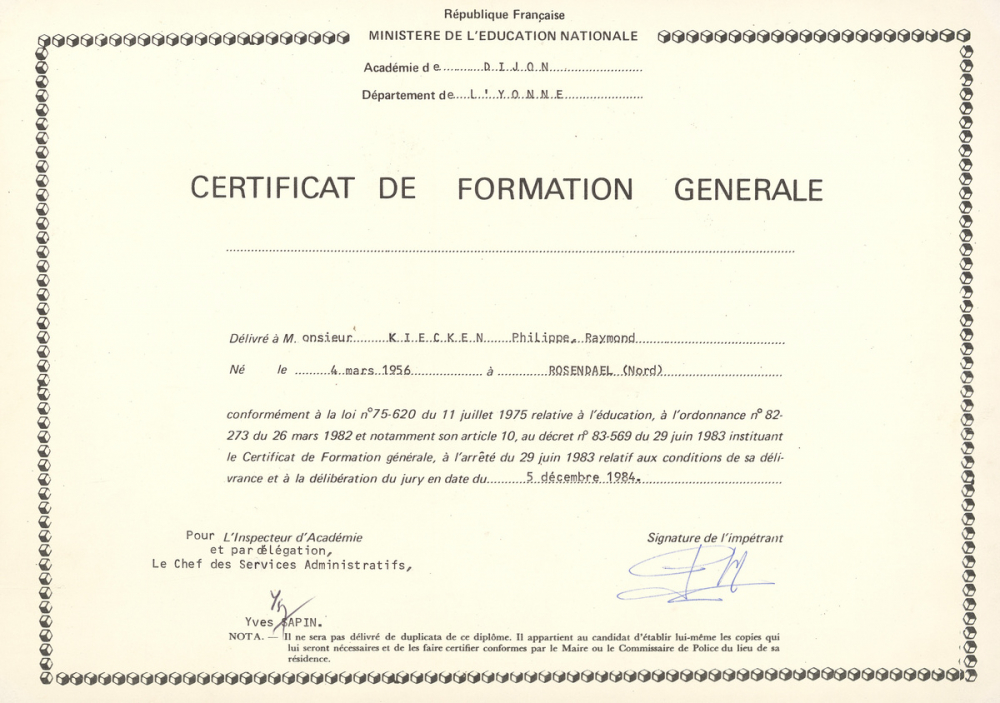 République Française
MINISTERE DE L'EDUCATION NATIONALE
Académie de DIJON
Département de L'YONNE
CERTIFICAT DE FORMATION GENERALE
Délivré à Monsieur KIECKEN Philippe, Raymond
Né le 4 mars 1956 à ROSENDAEL (Nord)
conformément à la loi n° 75-620 du 11 juillet 1975 relative à l'éducation, à l'ordonnance n° 82-
273 du 26 mars 1982 et notamment son article 10, au décret n° 83-569 du 29 juin 1983 instituant
le Certificat de Formation générale, à l'arrêté du 29 juin 1983 relatif aux conditions de sa déli-
vrance et à la délibération du jury en date du 5 décembre 1984.
Pour L'Inspecteur d'Académie
et par délégation,
Le Chef des Services Administratifs,
Signature de l'impétrant
Yves SAPIN.
NOTA. — Il ne sera pas délivré de duplicata de ce diplôme. Il appartient au candidat d'établir lui-même les copies qui
lui seront nécessaires et de les faire certifier conformes par le Maire ou le Commissaire de Police du lieu de sa
résidence.